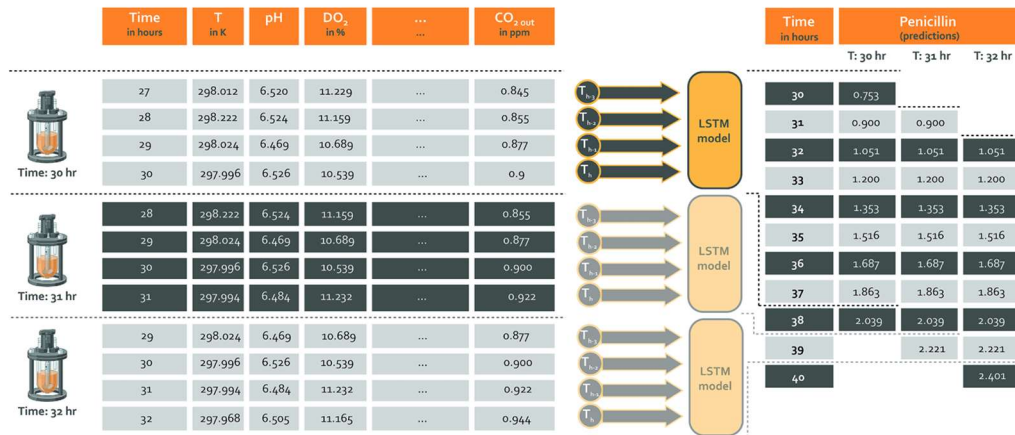 Time in hours T in K pH DO₂ in % ... ... CO₂ out in ppm
27 298.012 6.520 11.229 ... 0.845
28 298.222 6.524 11.159 ... 0.855
29 298.024 6.469 10.689 ... 0.877
30 297.996 6.526 10.539 ... 0.9
Time: 30 hr
28 298.222 6.524 11.159 ... 0.855
29 298.024 6.469 10.689 ... 0.877
30 297.996 6.526 10.539 ... 0.900
31 297.994 6.484 11.232 ... 0.922
Time: 31 hr
29 298.024 6.469 10.689 ... 0.877
30 297.996 6.526 10.539 ... 0.900
31 297.994 6.484 11.232 ... 0.922
32 297.968 6.505 11.165 ... 0.944
Time: 32 hr
T h-3
T h-2
T h-1
T h
LSTM
model
T h-3
T h-2
T h-1
T h
LSTM
model
T h-3
T h-2
T h-1
T h
LSTM
model
Time in hours Penicillin (predictions)
T: 30 hr T: 31 hr T: 32 hr
30 0.753
31 0.900 0.900
32 1.051 1.051 1.051
33 1.200 1.200 1.200
34 1.353 1.353 1.353
35 1.516 1.516 1.516
36 1.687 1.687 1.687
37 1.863 1.863 1.863
38 2.039 2.039 2.039
39 2.221 2.221
40 2.401